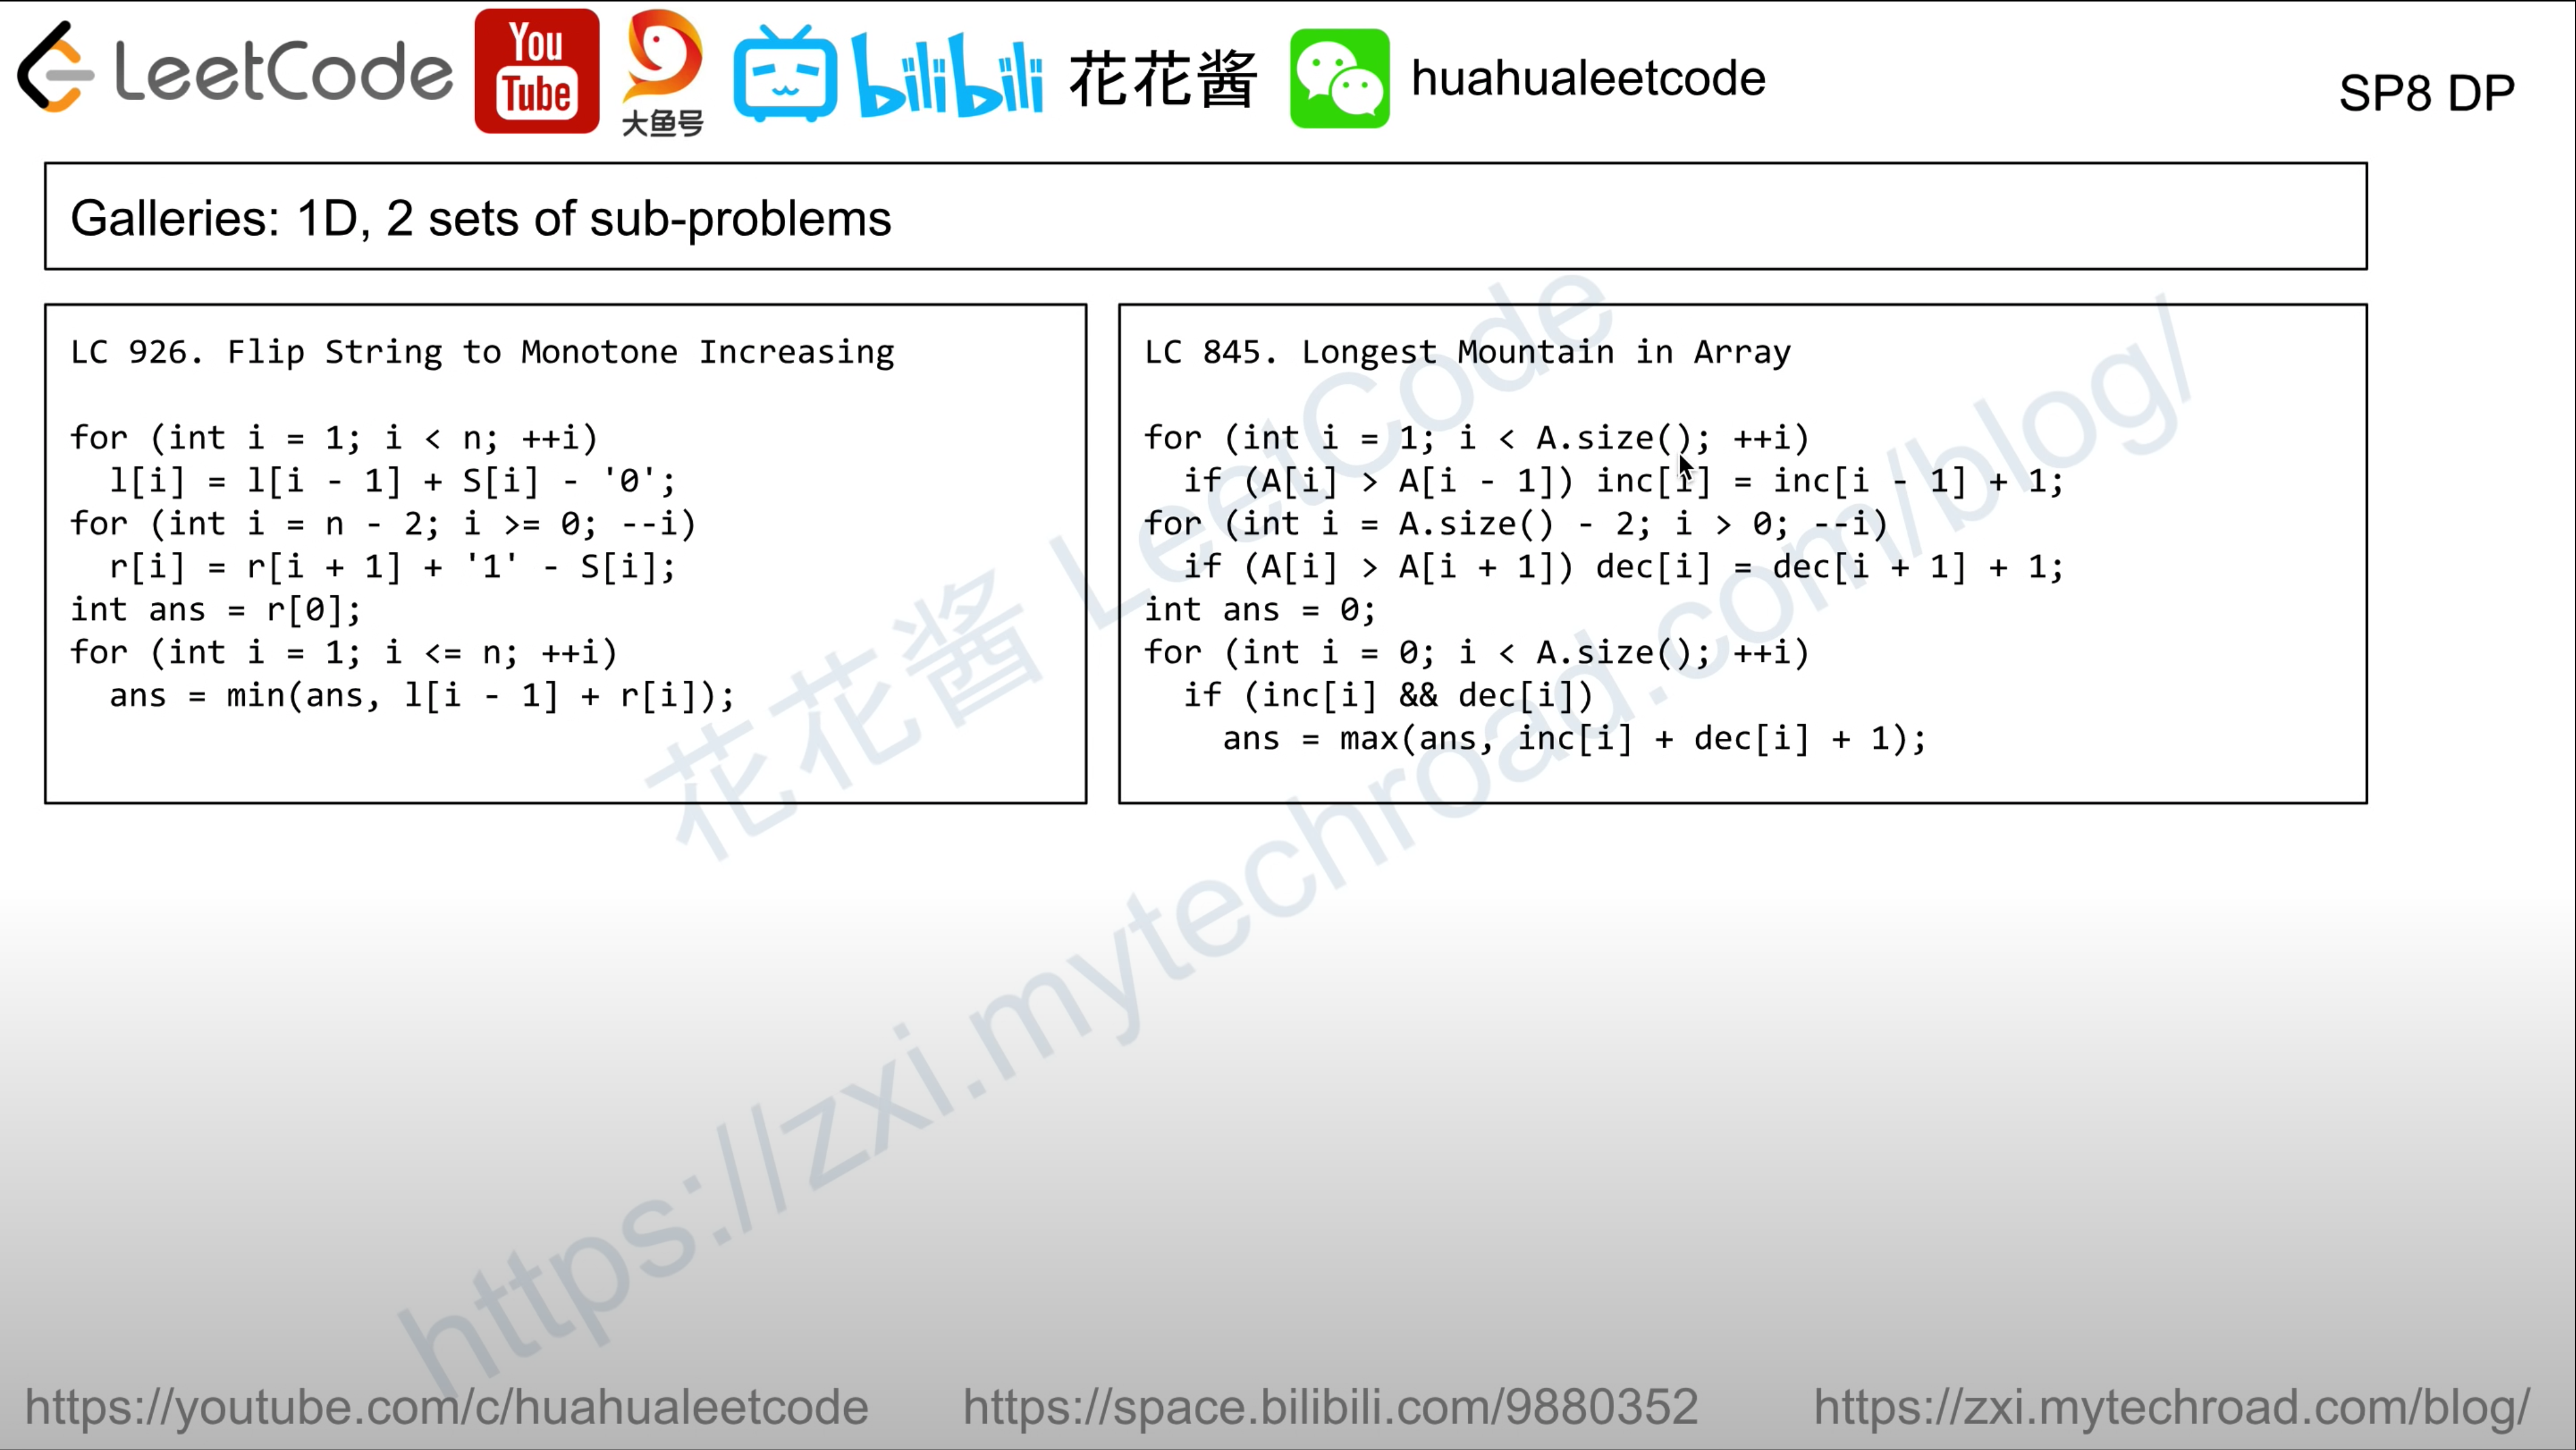 LeetCode You Tube 大鱼号 bilibili 花花酱 huahualeetcode SP8 DP
Galleries: 1D, 2 sets of sub-problems
LC 926. Flip String to Monotone Increasing
for (int i = 1; i < n; ++i)
  l[i] = l[i - 1] + S[i] - '0';
for (int i = n - 2; i >= 0; --i)
  r[i] = r[i + 1] + '1' - S[i];
int ans = r[0];
for (int i = 1; i <= n; ++i)
  ans = min(ans, l[i - 1] + r[i]);
LC 845. Longest Mountain in Array
for (int i = 1; i < A.size(); ++i)
  if (A[i] > A[i - 1]) inc[i] = inc[i - 1] + 1;
for (int i = A.size() - 2; i > 0; --i)
  if (A[i] > A[i + 1]) dec[i] = dec[i + 1] + 1;
int ans = 0;
for (int i = 0; i < A.size(); ++i)
  if (inc[i] && dec[i])
    ans = max(ans, inc[i] + dec[i] + 1);
花花酱 LeetCode
https://zxi.mytechroad.com/blog/
https://youtube.com/c/huahualeetcode https://space.bilibili.com/9880352 https://zxi.mytechroad.com/blog/